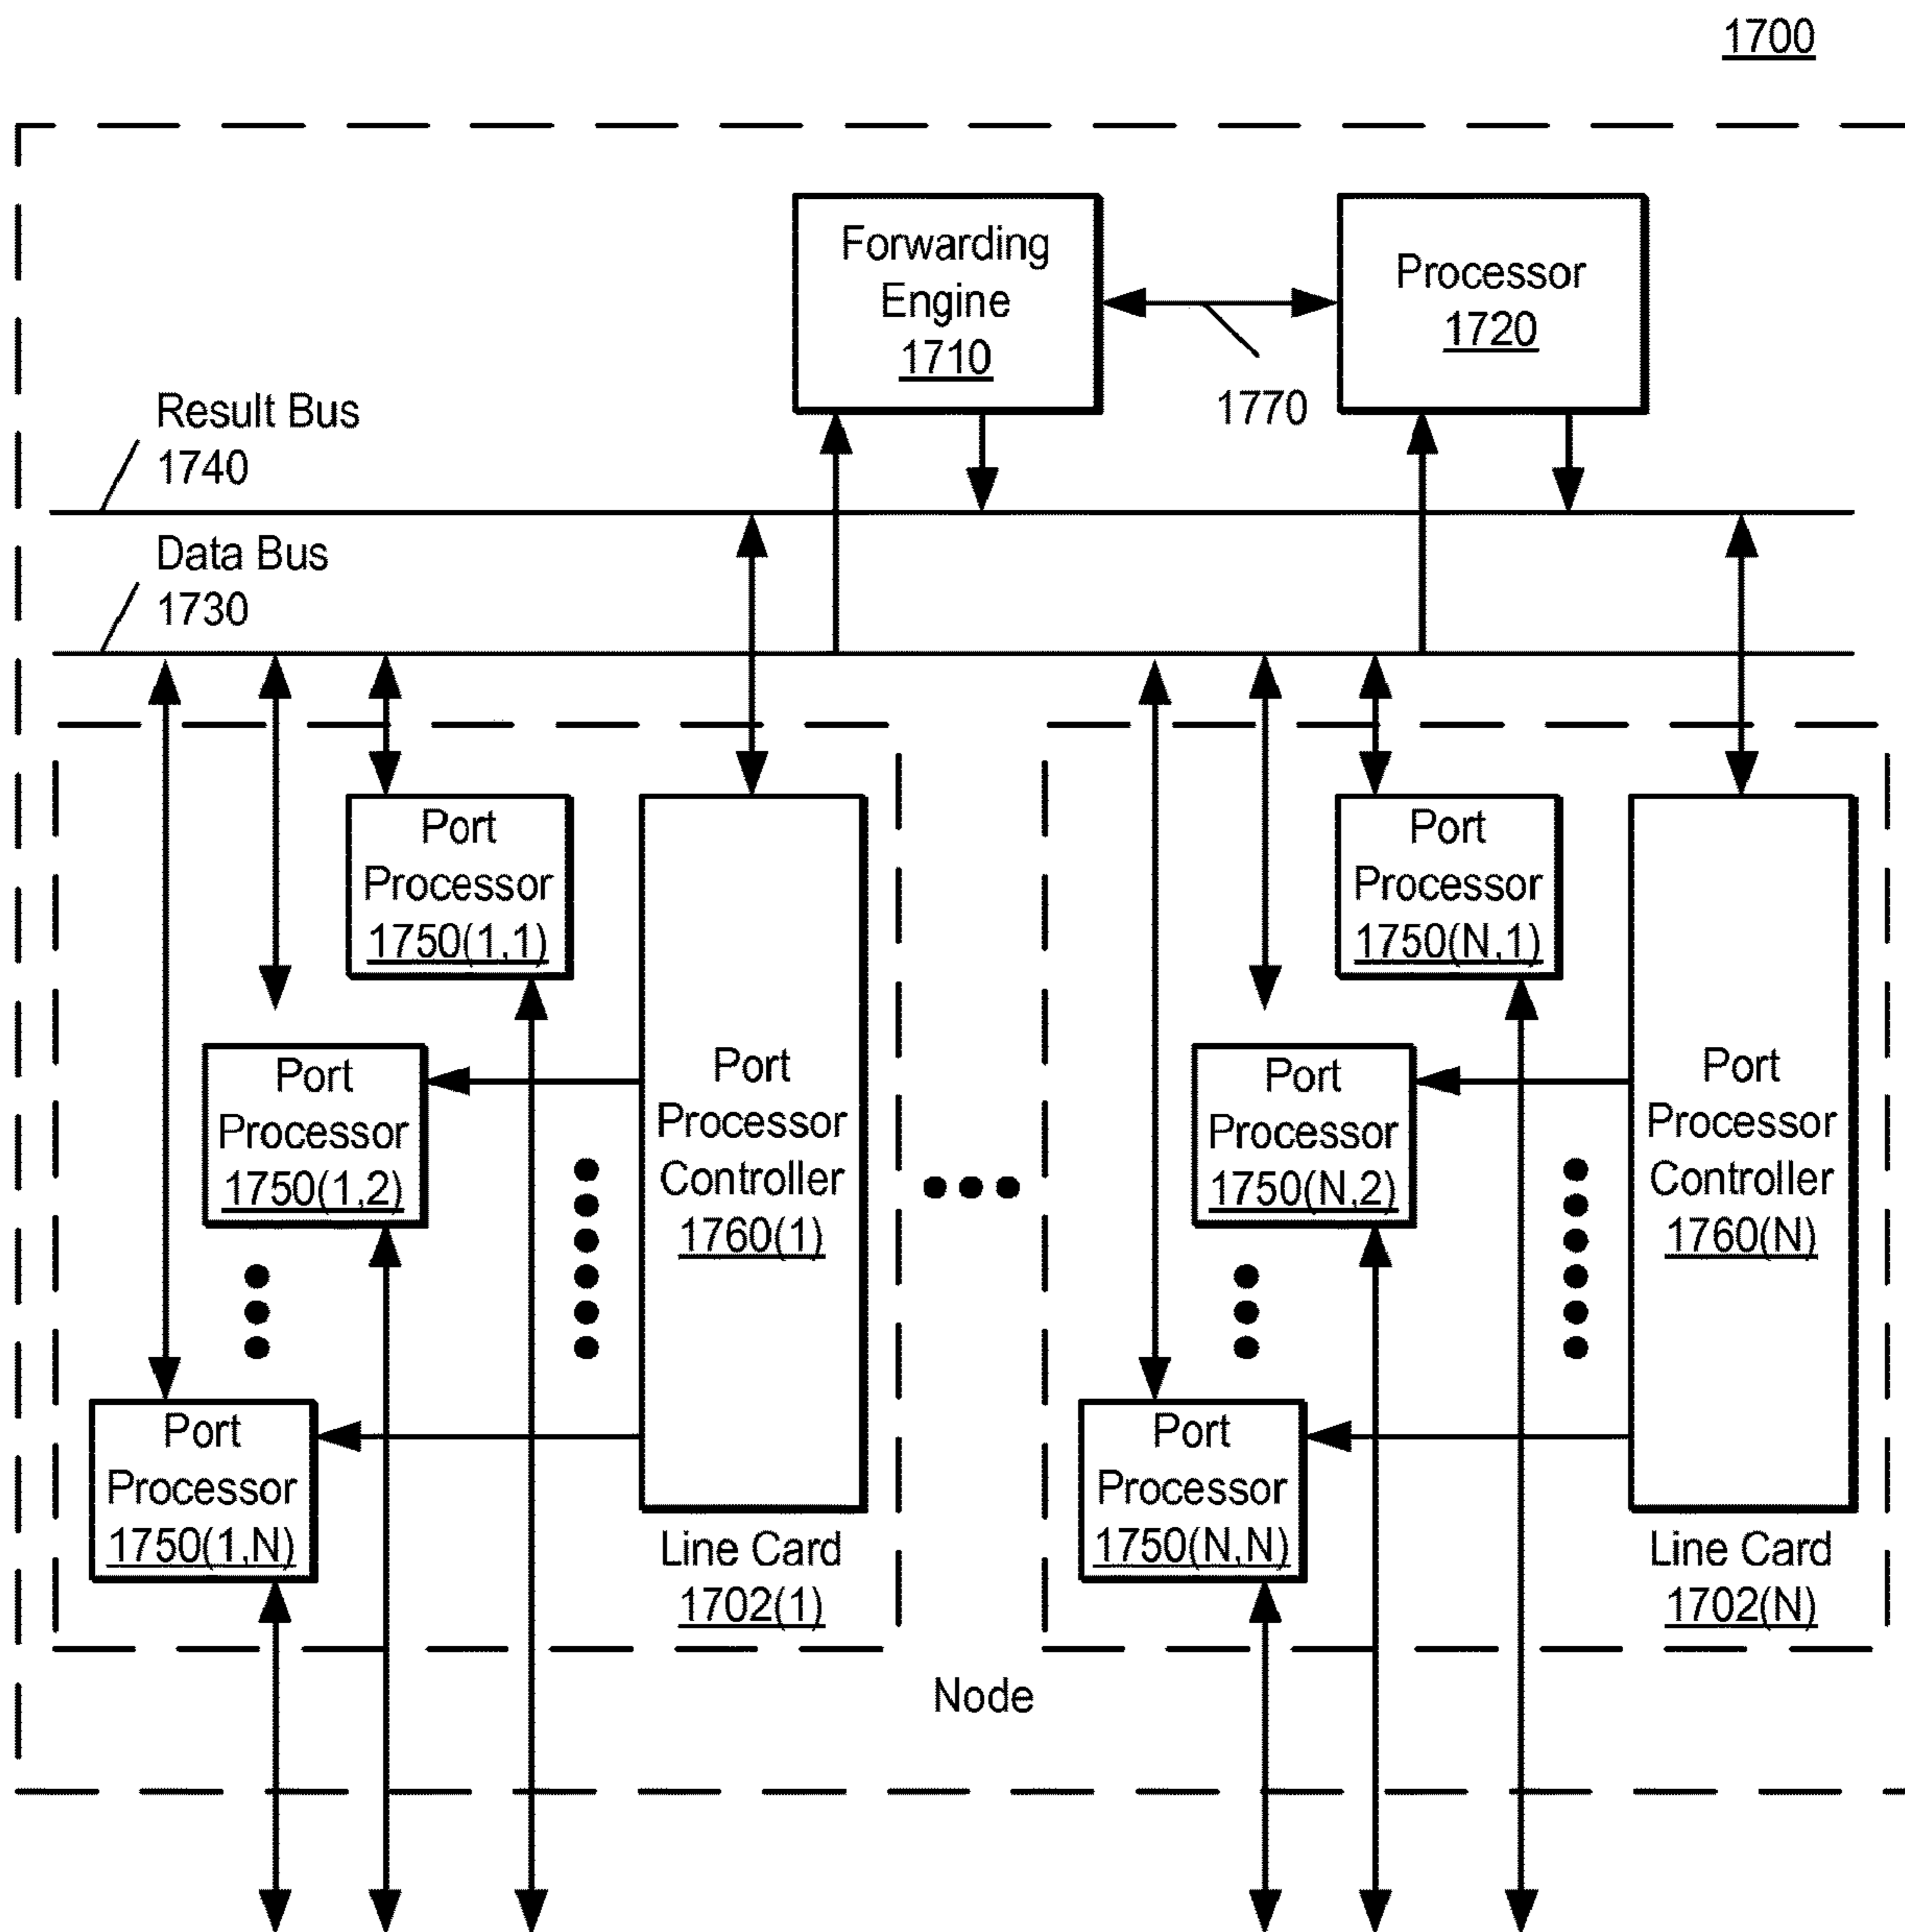 1700
Forwarding
Engine
1710
Processor
1720
1770
Result Bus
1740
Data Bus
1730
Port
Processor
1750(1,1)
Port
Processor
1750(1,2)
Port
Processor
1750(1,N)
Port
Processor
Controller
1760(1)
Line Card
1702(1)
Port
Processor
1750(N,1)
Port
Processor
1750(N,2)
Port
Processor
1750(N,N)
Port
Processor
Controller
1760(N)
Line Card
1702(N)
Node